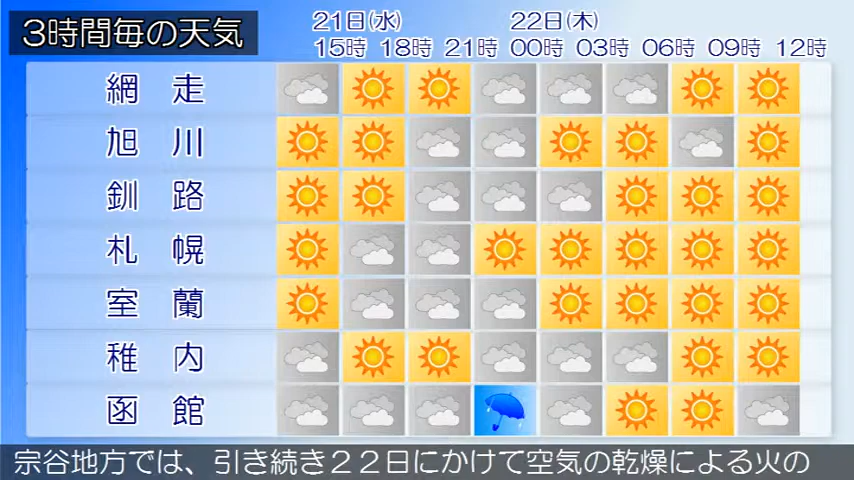 3時間毎の天気
21日(水) 22日(木)
15時 18時 21時 00時 03時 06時 09時 12時
網 走
旭 川
釧 路
札 幌
室 蘭
稚 内
函 館
宗谷地方では、引き続き２２日にかけて空気の乾燥による火の